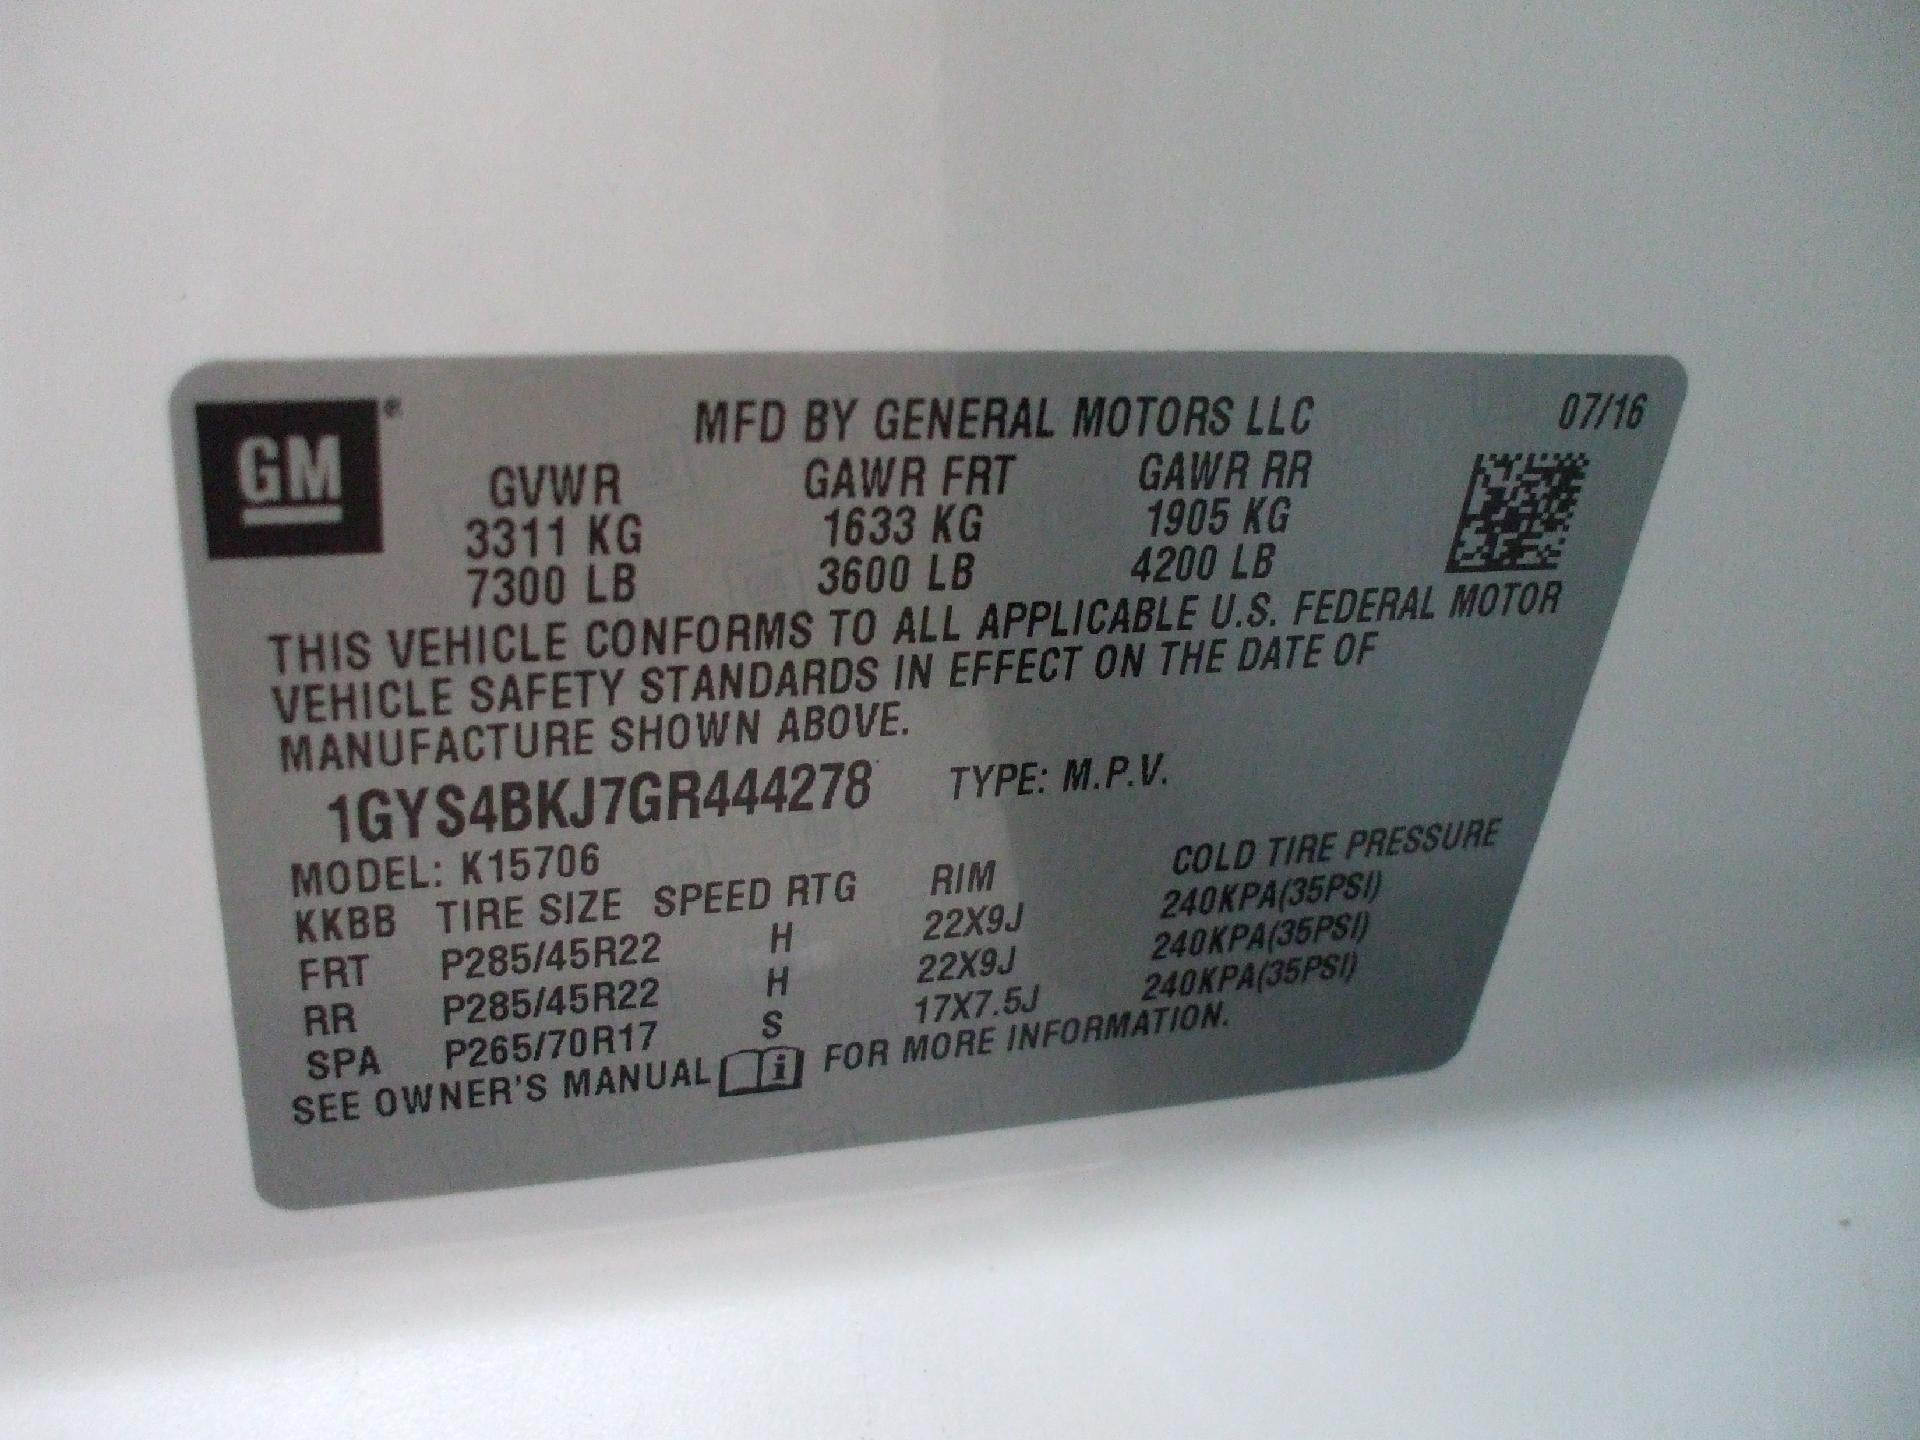 GM ®
MFD BY GENERAL MOTORS LLC 07/16
GVWR GAWR FRT GAWR RR
3311 KG 1633 KG 1905 KG
7300 LB 3600 LB 4200 LB
THIS VEHICLE CONFORMS TO ALL APPLICABLE U.S. FEDERAL MOTOR
VEHICLE SAFETY STANDARDS IN EFFECT ON THE DATE OF
MANUFACTURE SHOWN ABOVE.
1GYS4BKJ7GR444278 TYPE: M.P.V.
MODEL: K15706
KKBB TIRE SIZE SPEED RTG RIM COLD TIRE PRESSURE
FRT P285/45R22 H 22X9J 240KPA(35PSI)
RR P285/45R22 H 22X9J 240KPA(35PSI)
SPA P265/70R17 S 17X7.5J 240KPA(35PSI)
SEE OWNER'S MANUAL i FOR MORE INFORMATION.